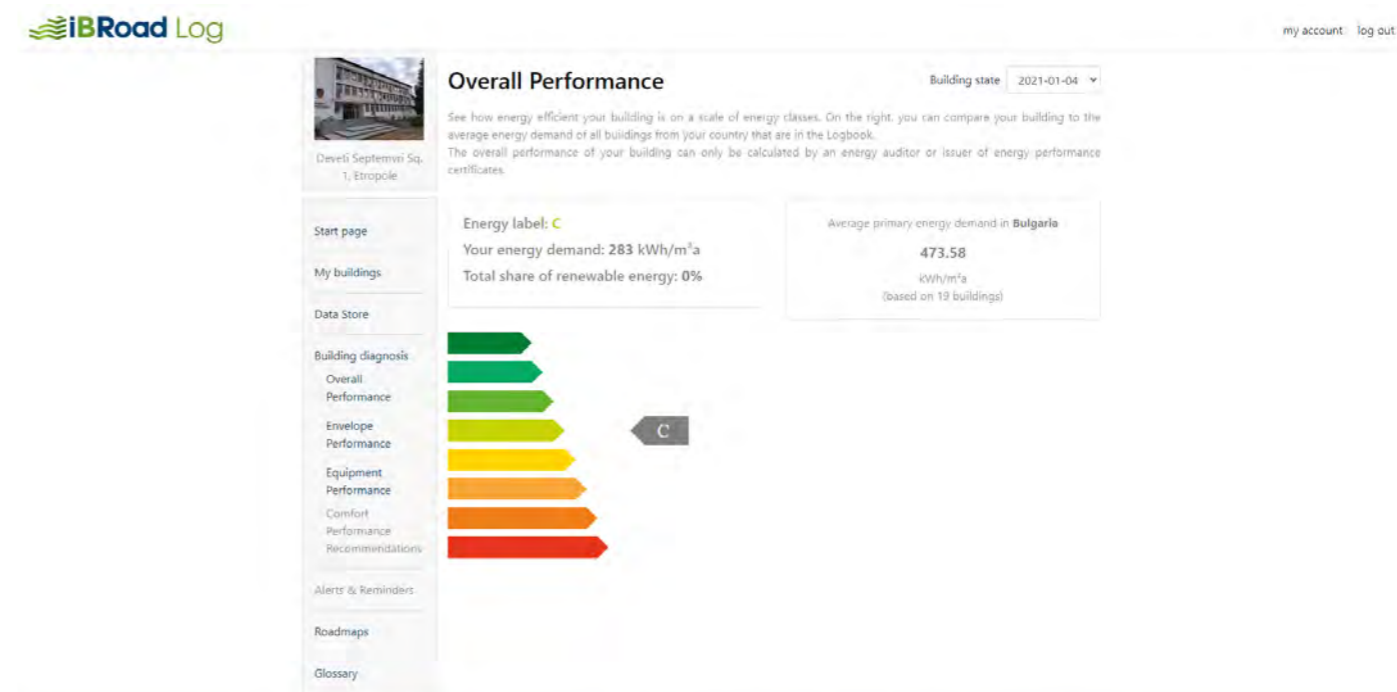 iBRoad Log
my account log out
Deveti Septemvri Sq.
1, Etropole
Overall Performance
Building state 2021-01-04
See how energy efficient your building is on a scale of energy classes. On the right, you can compare your building to the
average energy demand of all buildings from your country that are in the Logbook.
The overall performance of your building can only be calculated by an energy auditor or issuer of energy performance
certificates.
Start page
My buildings
Data Store
Building diagnosis
Overall
Performance
Envelope
Performance
Equipment
Performance
Comfort
Performance
Recommendations
Alerts & Reminders
Roadmaps
Glossary
Energy label: C
Your energy demand: 283 kWh/m²a
Total share of renewable energy: 0%
Average primary energy demand in Bulgaria
473.58
kWh/m²a
(based on 19 buildings)
C